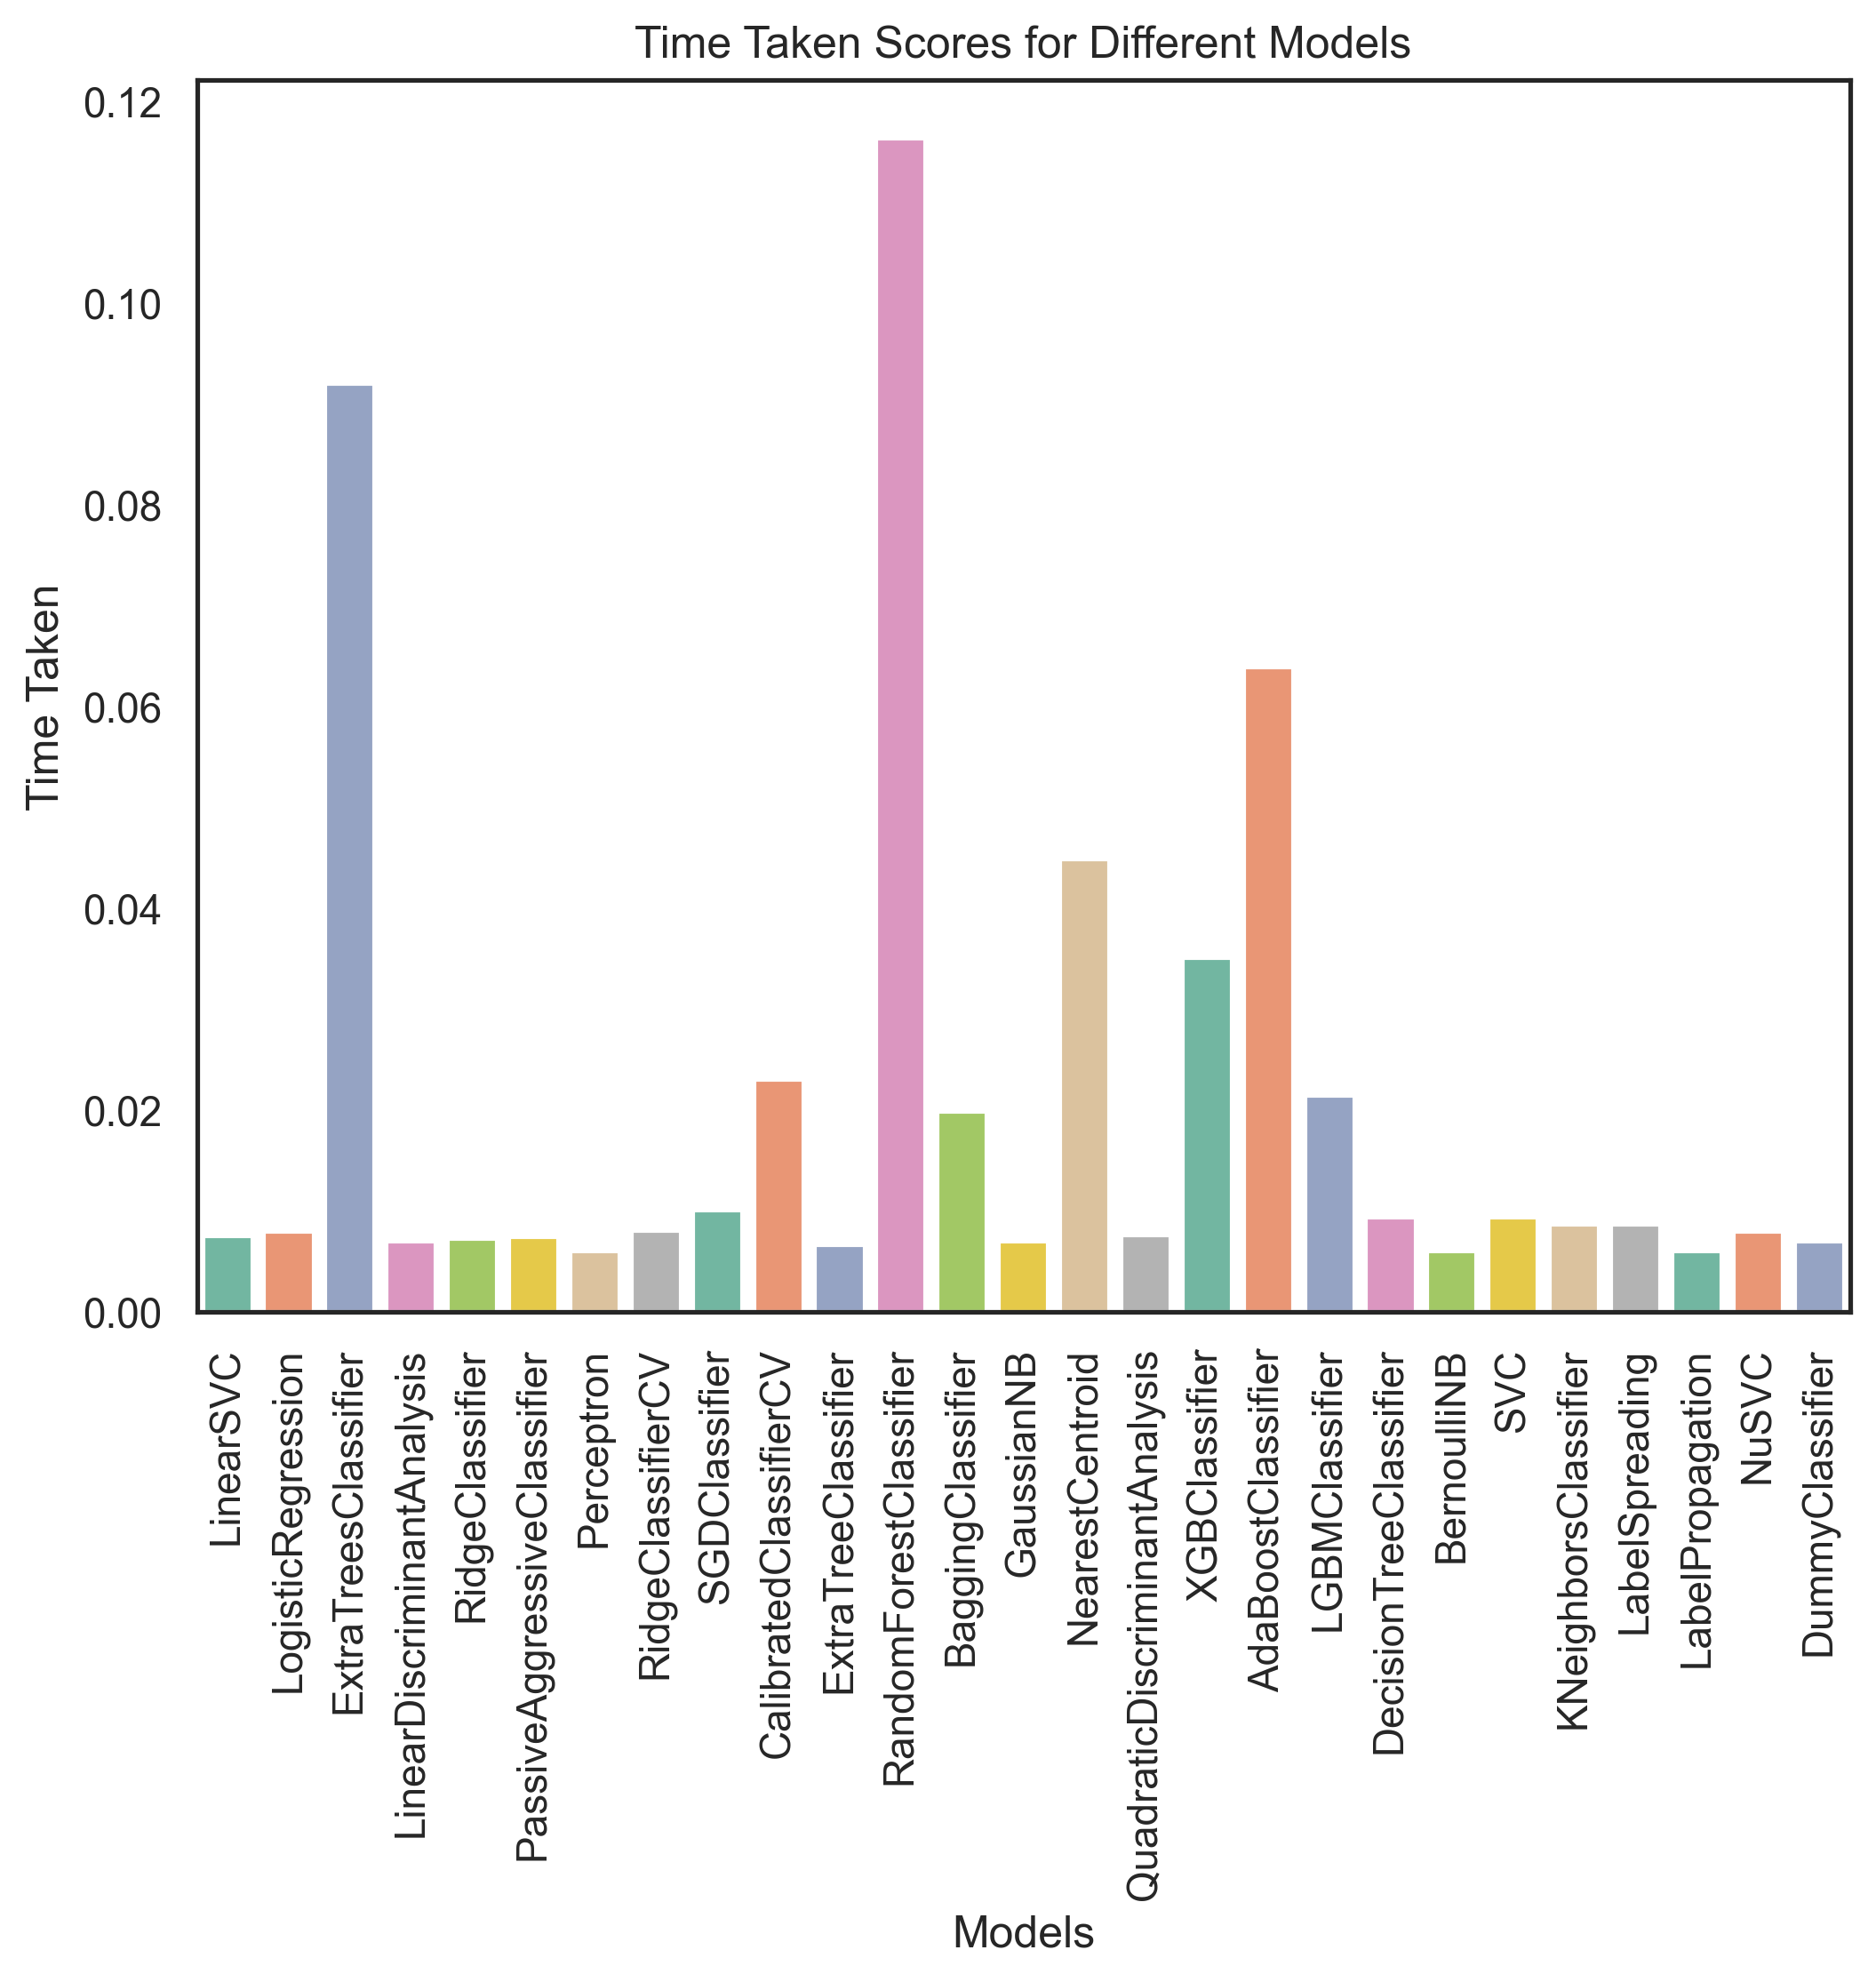 Time Taken Scores for Different Models
0.12
0.10
0.08
0.06
0.04
0.02
0.00
Time Taken
LinearSVC
LogisticRegression
ExtraTreesClassifier
LinearDiscriminantAnalysis
RidgeClassifier
PassiveAggressiveClassifier
Perceptron
RidgeClassifierCV
SGDClassifier
CalibratedClassifierCV
ExtraTreeClassifier
RandomForestClassifier
BaggingClassifier
GaussianNB
NearestCentroid
QuadraticDiscriminantAnalysis
XGBClassifier
AdaBoostClassifier
LGBMClassifier
DecisionTreeClassifier
BernoulliNB
SVC
KNeighborsClassifier
LabelSpreading
LabelPropagation
NuSVC
DummyClassifier
Models